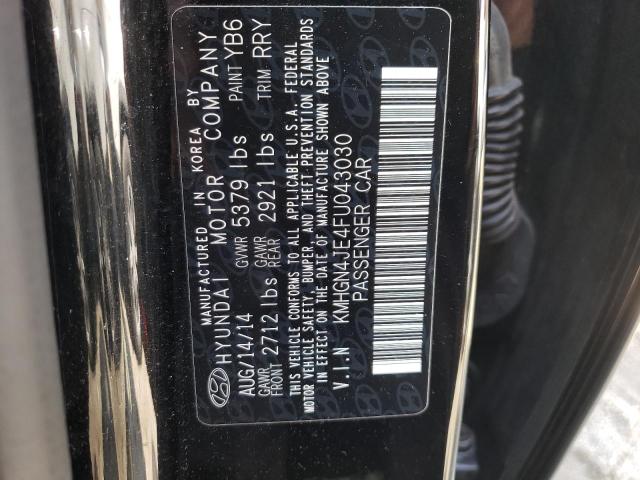 MANUFACTURED IN KOREA BY
HYUNDAI MOTOR COMPANY
AUG/14/14 GVWR 5379 lbs PAINT YB6
GAWR FRONT 2712 lbs GAWR REAR 2921 lbs TRIM RRY
THIS VEHICLE CONFORMS TO ALL APPLICABLE U.S.A. FEDERAL
MOTOR VEHICLE SAFETY, BUMPER, AND THEFT PREVENTION STANDARDS
IN EFFECT ON THE DATE OF MANUFACTURE SHOWN ABOVE
V.I.N KMHGN4JE4FU043030
PASSENGER CAR